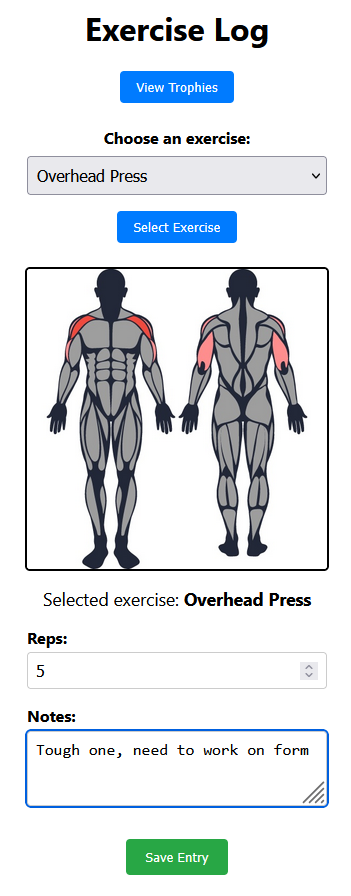 Exercise Log
View Trophies
Choose an exercise:
Overhead Press
Select Exercise
Selected exercise: Overhead Press
Reps:
5
Notes:
Tough one, need to work on form
Save Entry